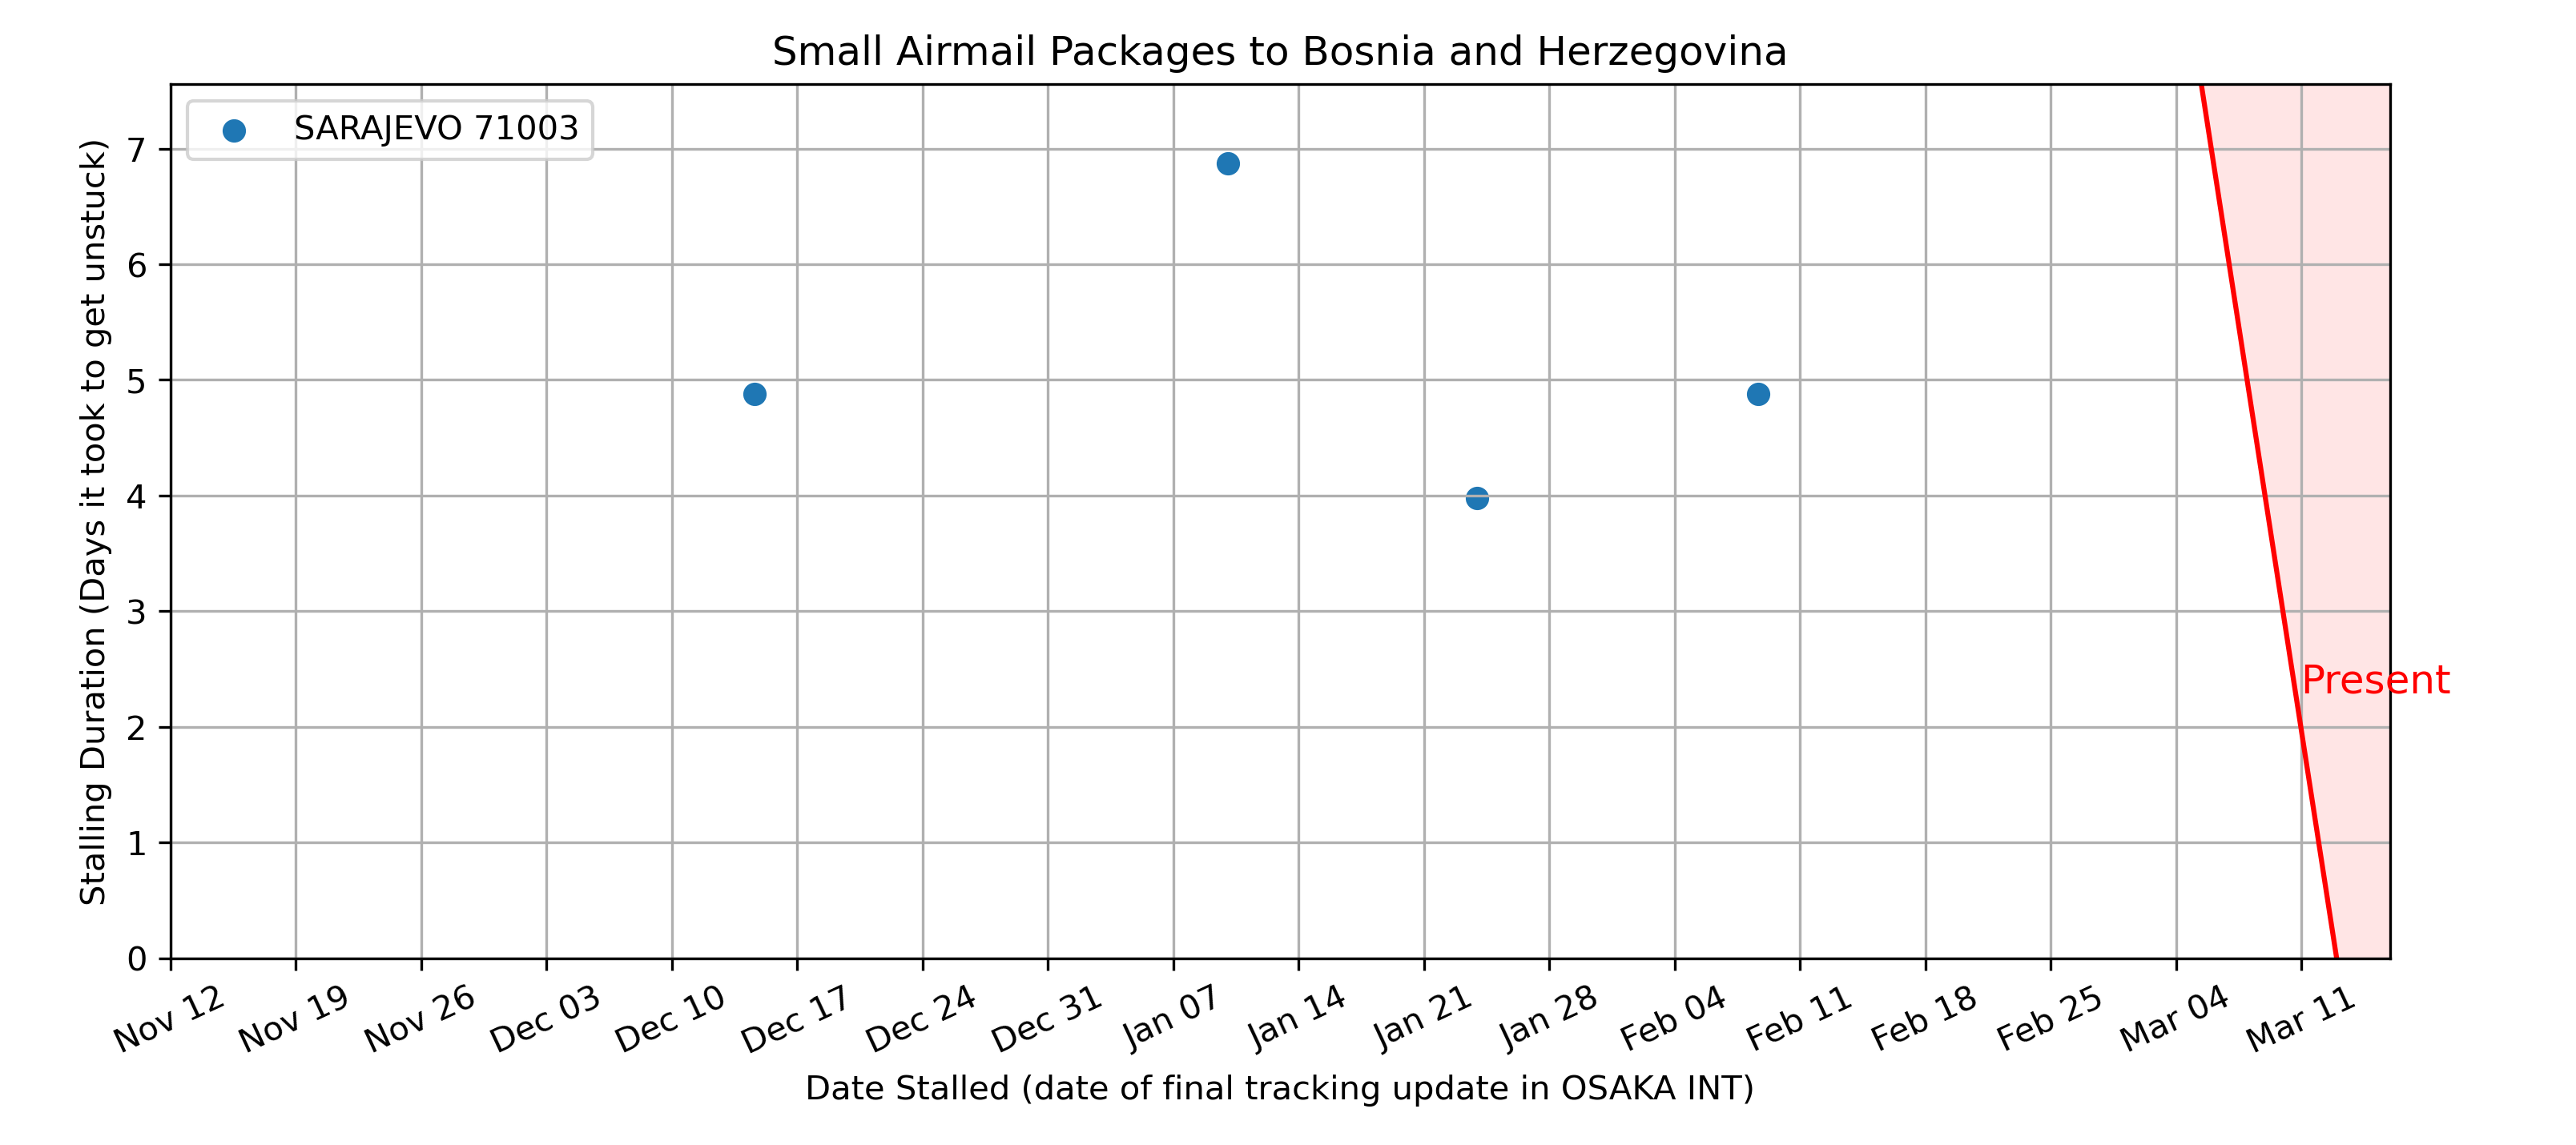 Small Airmail Packages to Bosnia and Herzegovina
SARAJEVO 71003
Stalling Duration (Days it took to get unstuck)
7
6
5
4
3
2
1
0
Present
Nov 12
Nov 19
Nov 26
Dec 03
Dec 10
Dec 17
Dec 24
Dec 31
Jan 07
Jan 14
Jan 21
Jan 28
Feb 04
Feb 11
Feb 18
Feb 25
Mar 04
Mar 11
Date Stalled (date of final tracking update in OSAKA INT)